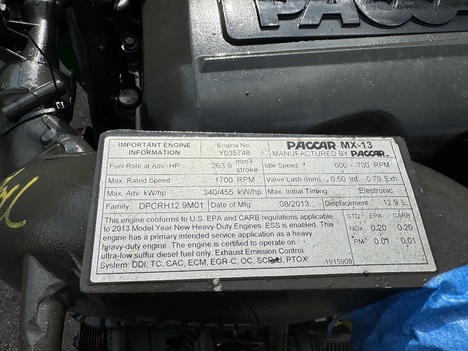 PACCAR
IMPORTANT ENGINE INFORMATION
Engine No.
Y035748
PACCAR MX-13
MANUFACTURED BY PACCAR
Fuel Rate at Adv. HP 263.9 mm³/stroke
Idle Speed 600 - 700 RPM
Max. Rated Speed 1700 RPM
Valve Lash (mm) 0.50 Inf 0.70 Exh
Max. Adv. kW/hp 340/455 kW/hp
Max. Initial Timing Electronic
Family DPCRH12.9M01
Date of Mfg. 08/2013
Displacement 12.9 L
This engine conforms to U.S. EPA and CARB regulations applicable
to 2013 Model Year New Heavy-Duty Engines. ESS is enabled. This
engine has a primary intended service application as a heavy
heavy-duty engine. The engine is certified to operate on
ultra-low sulfur diesel fuel only. Exhaust Emission Control
System: DDI, TC, CAC, ECM, EGR-C, OC, SCR-U, PTOX
STD EPA CARB
NOx 0.20 0.20
PM 0.01 0.01
1915909